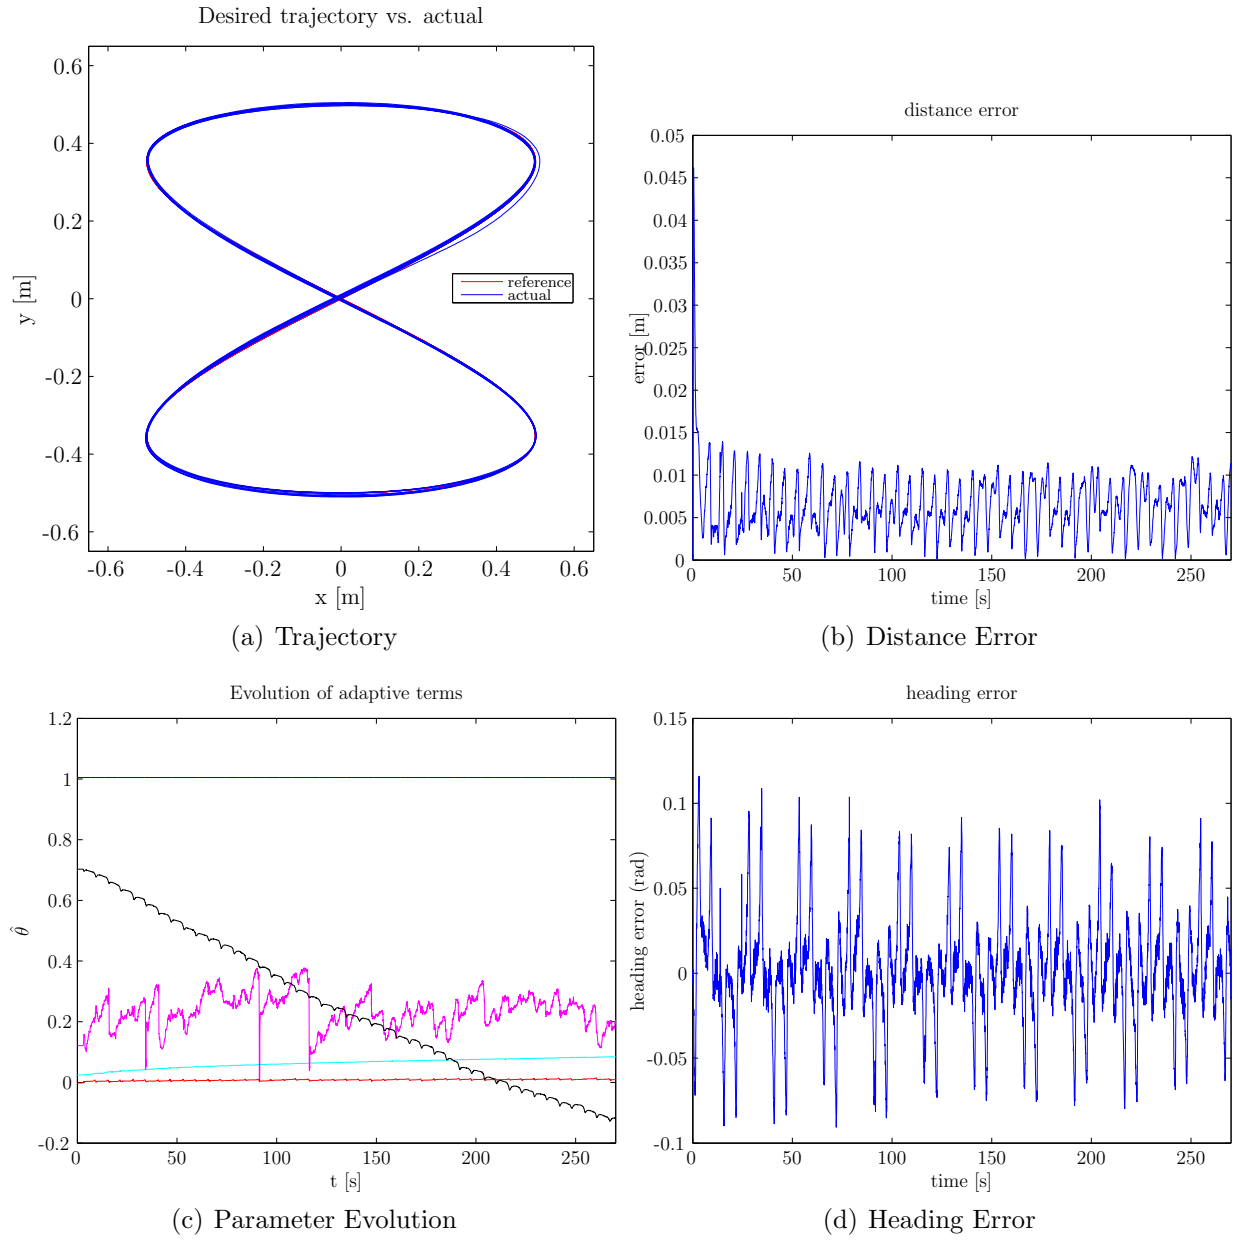 Desired trajectory vs. actual
0.6
0.4
0.2
0
-0.2
-0.4
-0.6
y [m]
reference
actual
-0.6 -0.4 -0.2 0 0.2 0.4 0.6
x [m]
(a) Trajectory
distance error
0.05
0.045
0.04
0.035
0.03
0.025
0.02
0.015
0.01
0.005
0
error [m]
0 50 100 150 200 250
time [s]
(b) Distance Error
Evolution of adaptive terms
1.2
1
0.8
0.6
0.4
0.2
0
-0.2
θ̂
0 50 100 150 200 250
t [s]
(c) Parameter Evolution
heading error
0.15
0.1
0.05
0
-0.05
-0.1
heading error (rad)
0 50 100 150 200 250
time [s]
(d) Heading Error